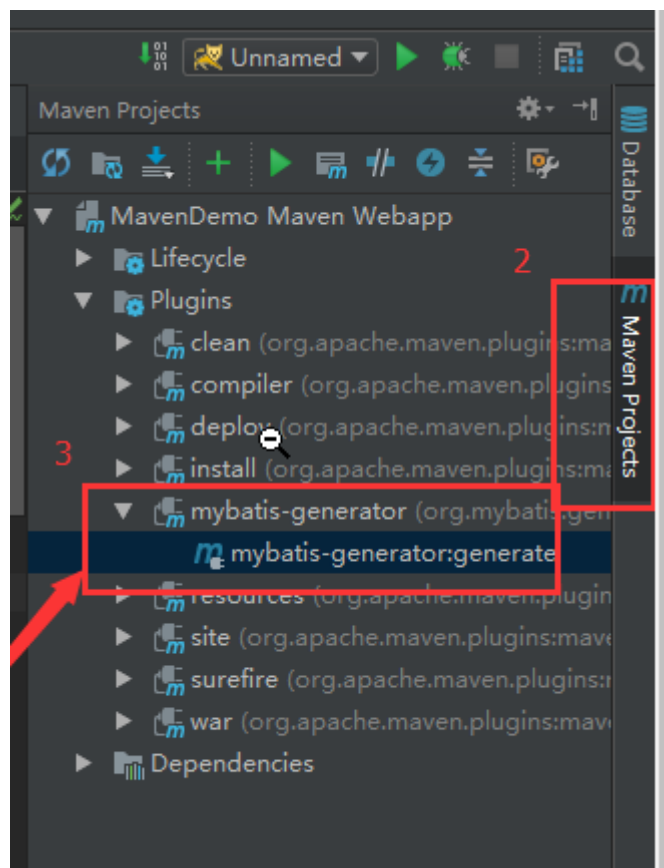 Unnamed
Maven Projects
Database
MavenDemo Maven Webapp
Lifecycle
2
Plugins
Maven Projects
clean (org.apache.maven.plugins:ma
compiler (org.apache.maven.plugins
deploy (org.apache.maven.plugins:m
3
install (org.apache.maven.plugins:ma
mybatis-generator (org.mybatis.gen
mybatis-generator:generate
resources (org.apache.maven.plugin
site (org.apache.maven.plugins:mave
surefire (org.apache.maven.plugins:r
war (org.apache.maven.plugins:mav
Dependencies